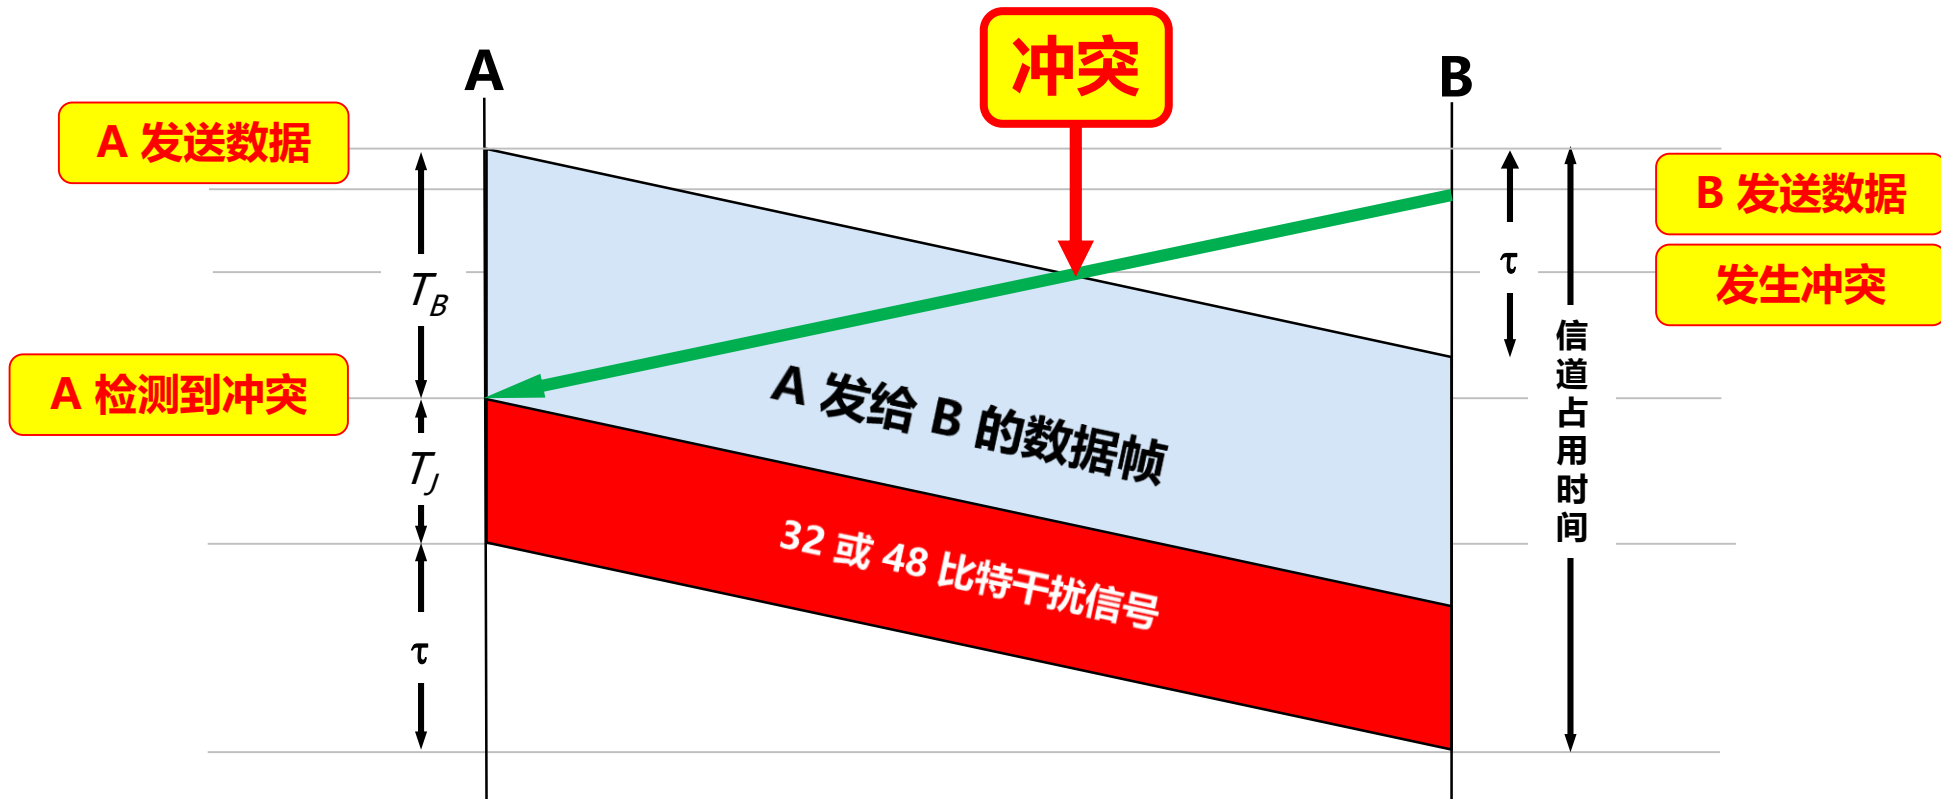 冲突
A
B
A 发送数据
B 发送数据
τ
发生冲突
T_B
信道占用时间
A 检测到冲突
A 发给 B 的数据帧
T_J
32 或 48 比特干扰信号
τ